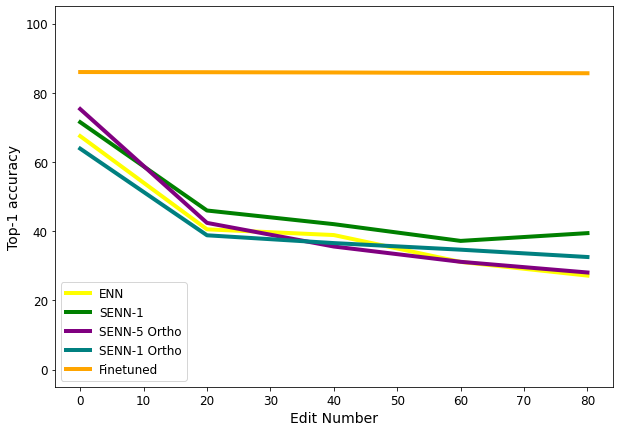 100
80
60
40
20
0
Top-1 accuracy
ENN
SENN-1
SENN-5 Ortho
SENN-1 Ortho
Finetuned
0 10 20 30 40 50 60 70 80
Edit Number